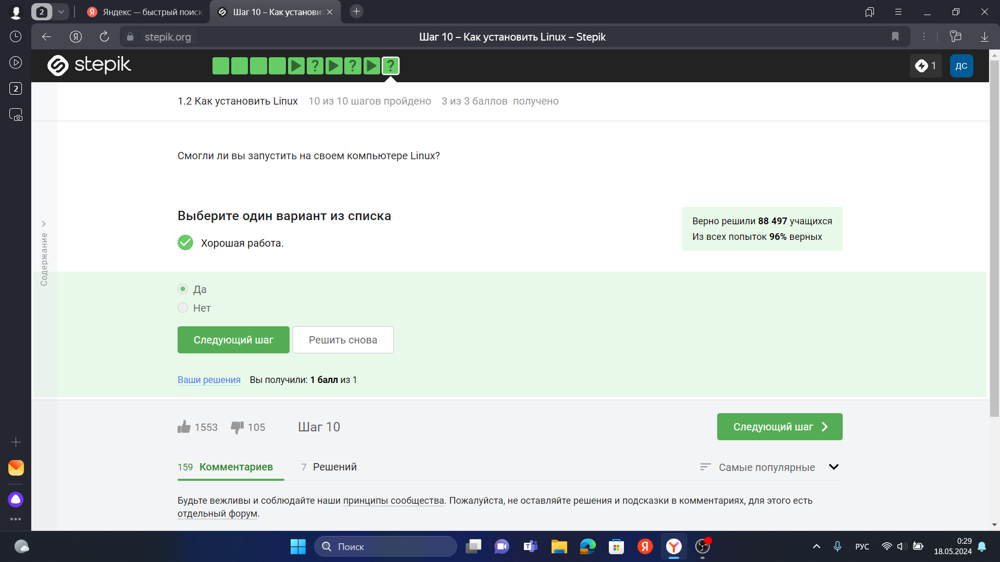 2
Яндекс — быстрый поиск
Шаг 10 – Как установи
stepik.org
Шаг 10 – Как установить Linux – Stepik
2
stepik
? ? ?
1
ДС
1.2 Как установить Linux 10 из 10 шагов пройдено 3 из 3 баллов получено
Смогли ли вы запустить на своем компьютере Linux?
Содержание
Выберите один вариант из списка
Хорошая работа.
Верно решили 88 497 учащихся
Из всех попыток 96% верных
Да
Нет
Следующий шаг
Решить снова
Ваши решения Вы получили: 1 балл из 1
1553 105 Шаг 10
Следующий шаг
159 Комментариев 7 Решений
Самые популярные
Будьте вежливы и соблюдайте наши принципы сообщества. Пожалуйста, не оставляйте решения и подсказки в комментариях, для этого есть
отдельный форум.
Поиск
РУС
0:29
18.05.2024